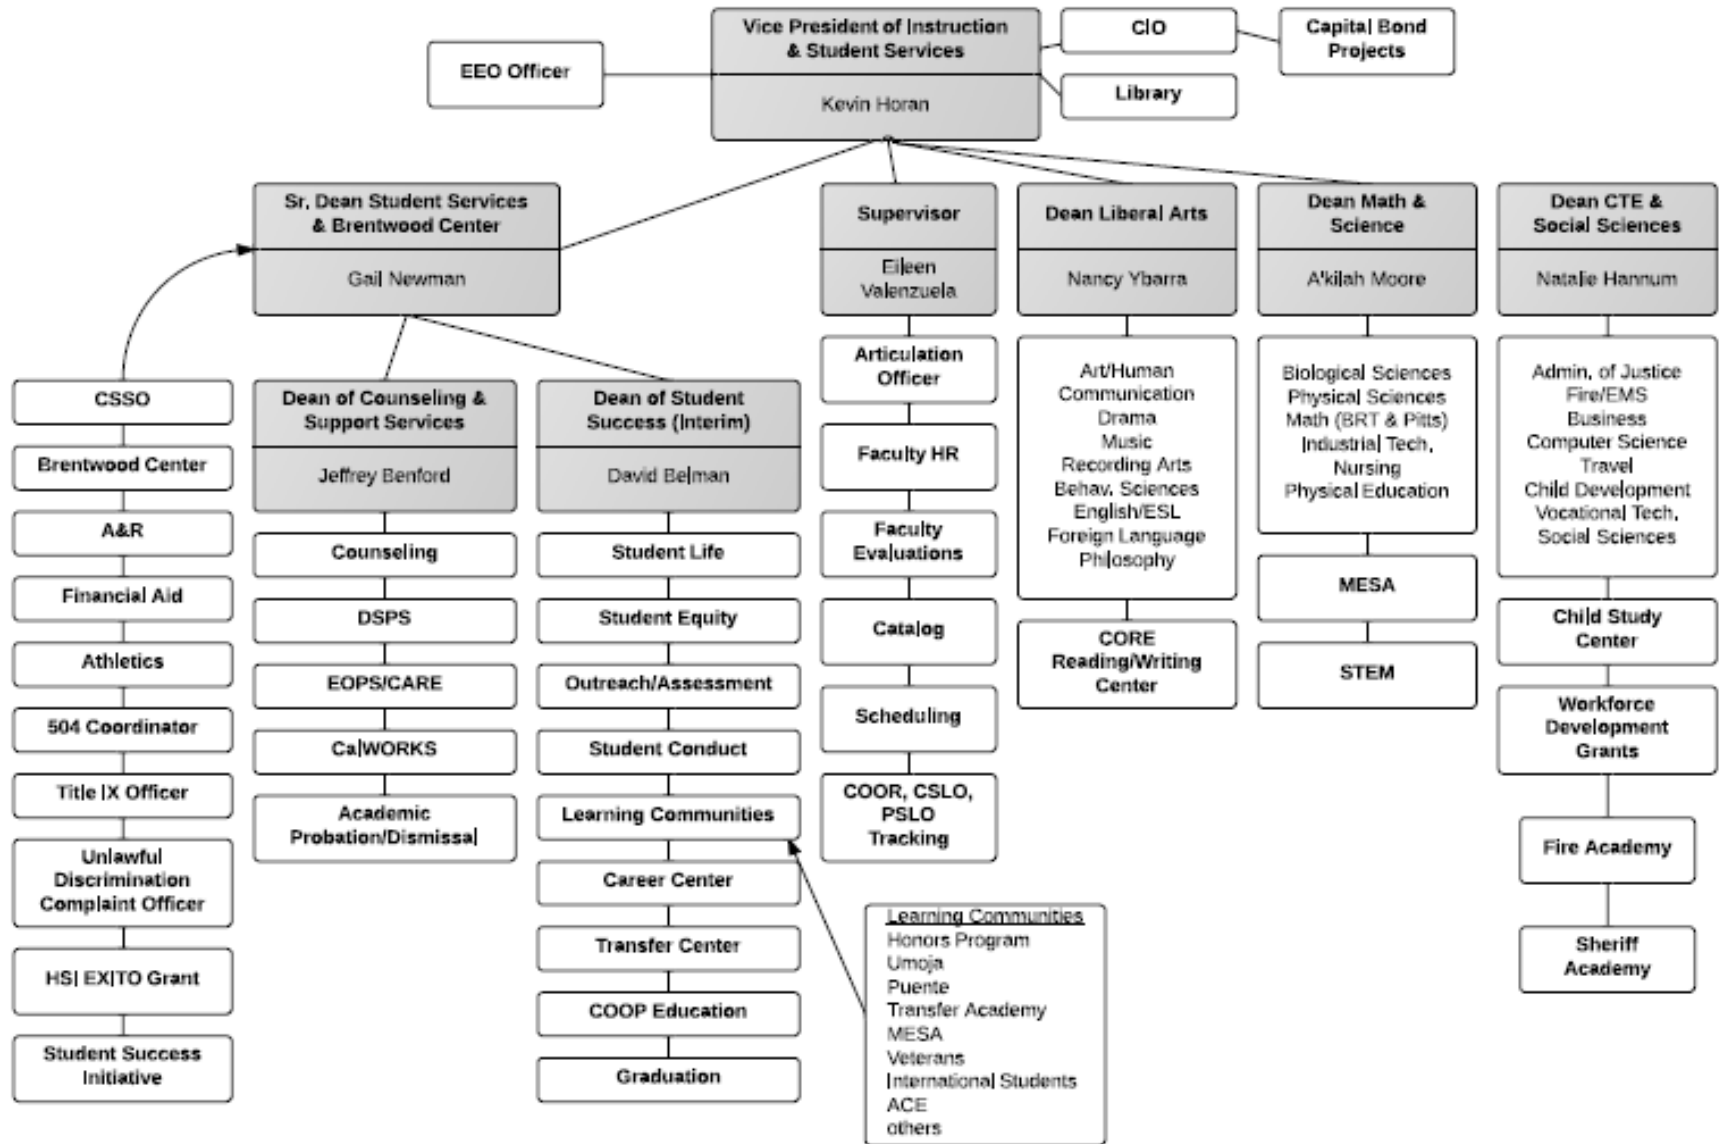 Vice President of Instruction
& Student Services
Kevin Horan
EEO Officer
CIO
Capital Bond
Projects
Library
Sr. Dean Student Services
& Brentwood Center
Gail Newman
Supervisor
Eileen
Valenzuela
Dean Liberal Arts
Nancy Ybarra
Dean Math &
Science
A'kilah Moore
Dean CTE &
Social Sciences
Natalie Hannum
CSSO
Brentwood Center
A&R
Financial Aid
Athletics
504 Coordinator
Title IX Officer
Unlawful
Discrimination
Complaint Officer
HSI EXITO Grant
Student Success
Initiative
Dean of Counseling &
Support Services
Jeffrey Benford
Counseling
DSPS
EOPS/CARE
CalWORKS
Academic
Probation/Dismissal
Dean of Student
Success (Interim)
David Belman
Student Life
Student Equity
Outreach/Assessment
Student Conduct
Learning Communities
Career Center
Transfer Center
COOP Education
Graduation
Articulation
Officer
Faculty HR
Faculty
Evaluations
Catalog
Scheduling
COOR, CSLO,
PSLO
Tracking
Learning Communities
Honors Program
Umoja
Puente
Transfer Academy
MESA
Veterans
International Students
ACE
others
Art/Human
Communication
Drama
Music
Recording Arts
Behav. Sciences
English/ESL
Foreign Language
Philosophy
CORE
Reading/Writing
Center
Biological Sciences
Physical Sciences
Math (BRT & Pitts)
Industrial Tech.
Nursing
Physical Education
MESA
STEM
Admin. of Justice
Fire/EMS
Business
Computer Science
Travel
Child Development
Vocational Tech.
Social Sciences
Child Study
Center
Workforce
Development
Grants
Fire Academy
Sheriff
Academy